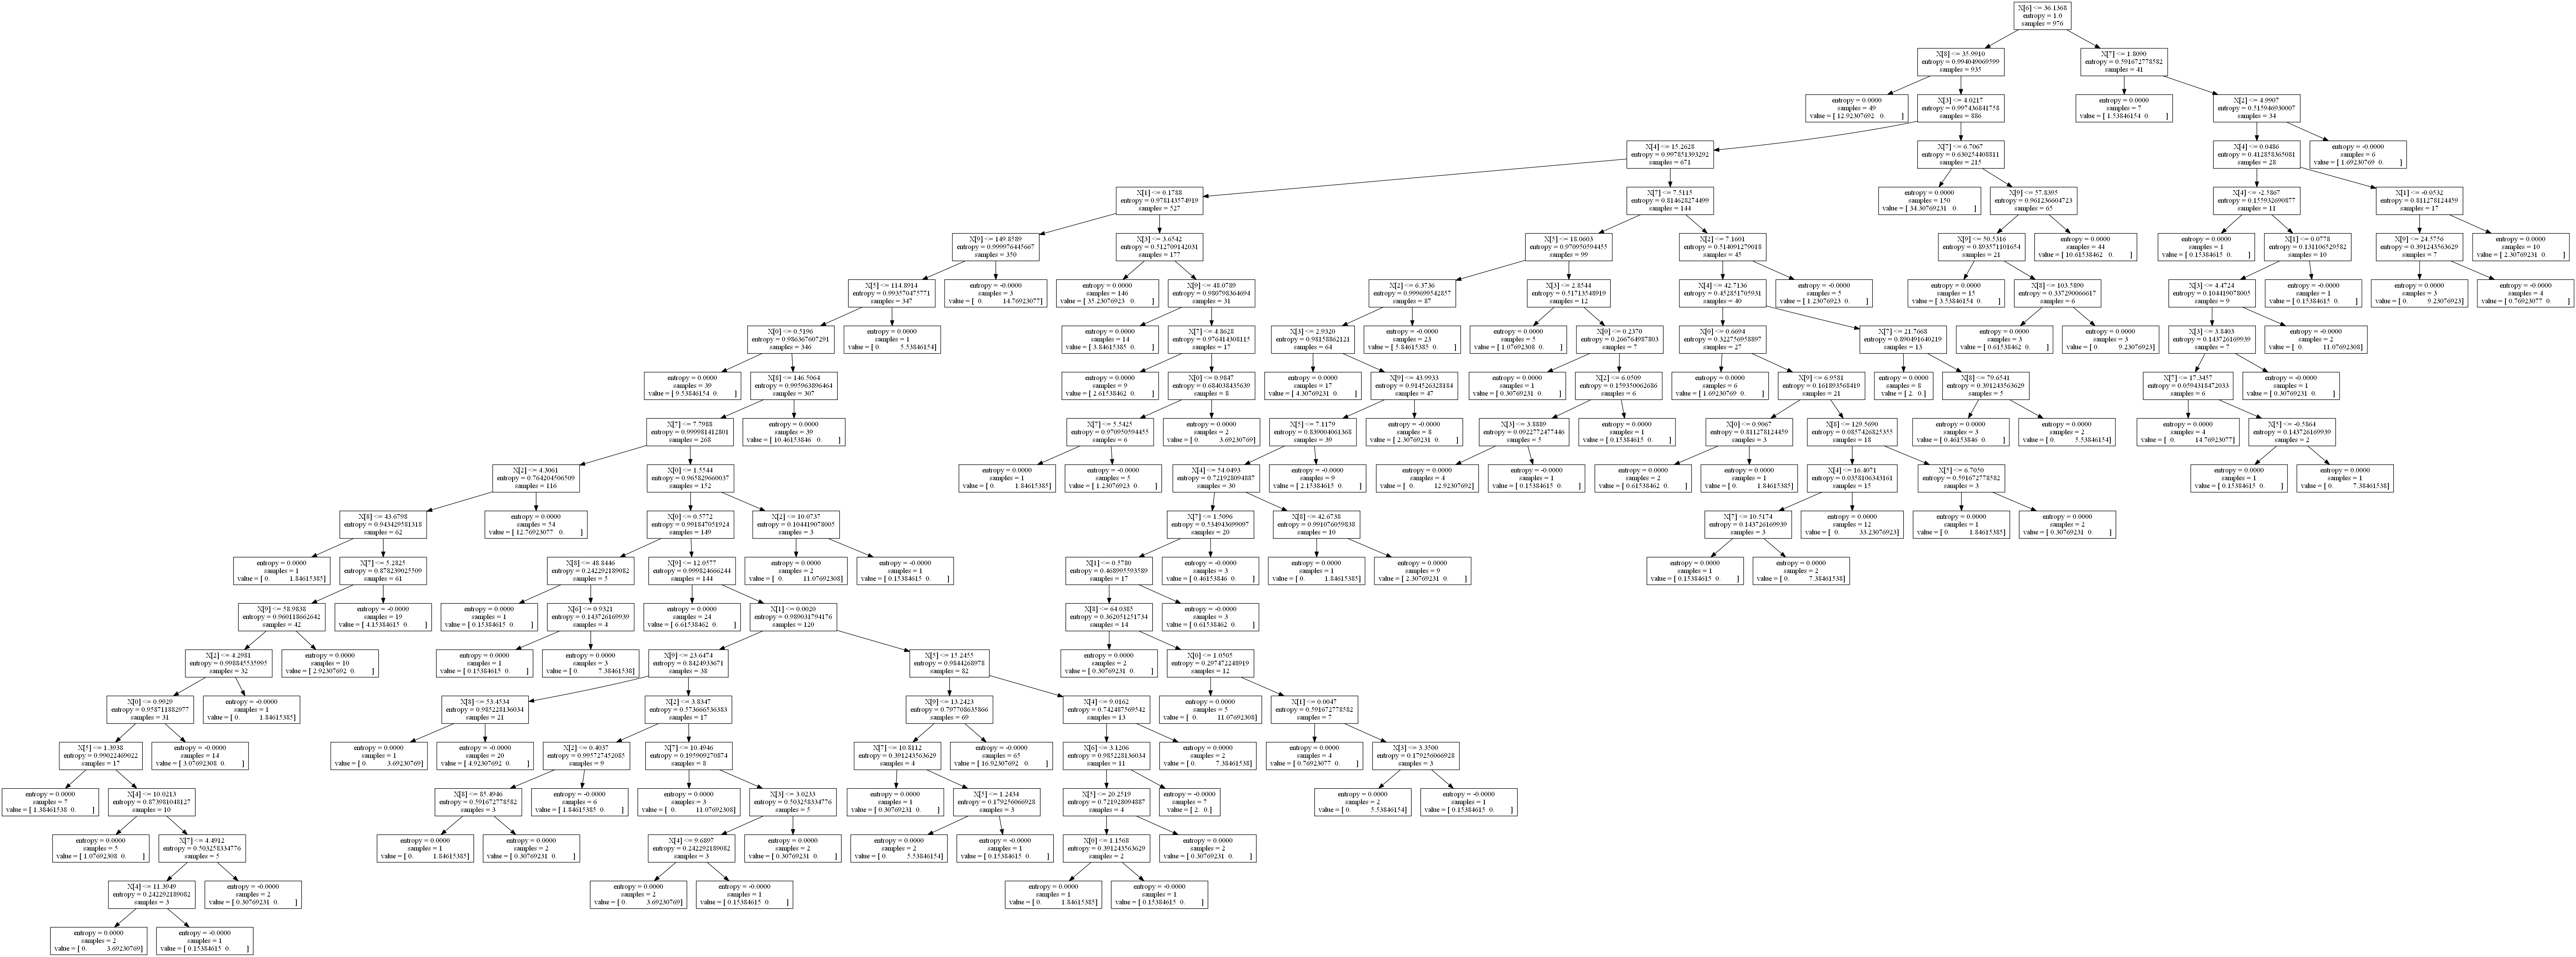 X[6] <= 36.1368
entropy = 1.0
samples = 976
X[8] <= 35.9910
entropy = 0.994049069599
samples = 935
X[7] <= 1.8090
entropy = 0.591672778582
samples = 41
entropy = 0.0000
samples = 49
value = [ 12.92307692 0. ]
X[3] <= 4.0217
entropy = 0.997436841758
samples = 886
entropy = 0.0000
samples = 7
value = [ 1.53846154 0. ]
X[2] <= 4.9907
entropy = 0.515946930007
samples = 34
X[4] <= 15.2628
entropy = 0.997851393292
samples = 671
X[7] <= 6.7067
entropy = 0.630254408811
samples = 215
X[4] <= 0.0486
entropy = 0.412858365081
samples = 28
entropy = -0.0000
samples = 6
value = [ 1.69230769 0. ]
X[1] <= 0.1788
entropy = 0.978143574919
samples = 527
X[7] <= 7.5115
entropy = 0.814628274499
samples = 144
entropy = 0.0000
samples = 150
value = [ 34.30769231 0. ]
X[9] <= 57.8395
entropy = 0.961236604723
samples = 65
X[4] <= -2.5867
entropy = 0.155932690877
samples = 11
X[1] <= -0.0532
entropy = 0.811278124459
samples = 17
X[9] <= 149.8589
entropy = 0.999976445667
samples = 350
X[3] <= 3.6542
entropy = 0.512709142031
samples = 177
X[5] <= 18.0603
entropy = 0.970950594455
samples = 99
X[2] <= 7.1601
entropy = 0.514091279018
samples = 45
X[9] <= 50.5316
entropy = 0.893571101654
samples = 21
entropy = 0.0000
samples = 44
value = [ 10.61538462 0. ]
entropy = 0.0000
samples = 1
value = [ 0.15384615 0. ]
X[1] <= 0.0778
entropy = 0.131106529582
samples = 10
X[9] <= 24.5756
entropy = 0.391243563629
samples = 7
entropy = 0.0000
samples = 10
value = [ 2.30769231 0. ]
X[5] <= 114.8914
entropy = 0.993570475771
samples = 347
entropy = -0.0000
samples = 3
value = [ 0. 14.76923077]
entropy = 0.0000
samples = 146
value = [ 35.23076923 0. ]
X[9] <= 48.0789
entropy = 0.980798364694
samples = 31
X[2] <= 6.3736
entropy = 0.999699542857
samples = 87
X[3] <= 2.8544
entropy = 0.51713548919
samples = 12
X[4] <= 42.7136
entropy = 0.452851705931
samples = 40
entropy = -0.0000
samples = 5
value = [ 1.23076923 0. ]
entropy = 0.0000
samples = 15
value = [ 3.53846154 0. ]
X[8] <= 103.5890
entropy = 0.337290066617
samples = 6
X[3] <= 4.4724
entropy = 0.104419078005
samples = 9
entropy = -0.0000
samples = 1
value = [ 0.15384615 0. ]
entropy = 0.0000
samples = 3
value = [ 0. 9.23076923]
entropy = -0.0000
samples = 4
value = [ 0.76923077 0. ]
X[0] <= 0.5196
entropy = 0.986367607291
samples = 346
entropy = 0.0000
samples = 1
value = [ 0. 5.53846154]
entropy = 0.0000
samples = 14
value = [ 3.84615385 0. ]
X[7] <= 4.8628
entropy = 0.976414308115
samples = 17
X[3] <= 2.9320
entropy = 0.98158862121
samples = 64
entropy = -0.0000
samples = 23
value = [ 5.84615385 0. ]
entropy = 0.0000
samples = 5
value = [ 1.07692308 0. ]
X[0] <= 0.2370
entropy = 0.266764987803
samples = 7
X[0] <= 0.6694
entropy = 0.322756958897
samples = 27
X[7] <= 21.7668
entropy = 0.890491640219
samples = 13
entropy = 0.0000
samples = 3
value = [ 0.61538462 0. ]
entropy = 0.0000
samples = 3
value = [ 0. 9.23076923]
X[3] <= 3.8403
entropy = 0.143726169939
samples = 7
entropy = -0.0000
samples = 2
value = [ 0. 11.07692308]
entropy = 0.0000
samples = 39
value = [ 9.53846154 0. ]
X[8] <= 146.5064
entropy = 0.995963896464
samples = 307
entropy = 0.0000
samples = 9
value = [ 2.61538462 0. ]
X[0] <= 0.9847
entropy = 0.684038435639
samples = 8
entropy = 0.0000
samples = 17
value = [ 4.30769231 0. ]
X[9] <= 43.9933
entropy = 0.914526328184
samples = 47
entropy = 0.0000
samples = 1
value = [ 0.30769231 0. ]
X[2] <= 6.0509
entropy = 0.159350062686
samples = 6
entropy = 0.0000
samples = 6
value = [ 1.69230769 0. ]
X[9] <= 6.9581
entropy = 0.161893568419
samples = 21
entropy = 0.0000
samples = 8
value = [ 2. 0.]
X[8] <= 79.6541
entropy = 0.391243563629
samples = 5
X[7] <= 17.3457
entropy = 0.0594318472033
samples = 6
entropy = -0.0000
samples = 1
value = [ 0.30769231 0. ]
X[7] <= 7.7988
entropy = 0.999981412801
samples = 268
entropy = 0.0000
samples = 39
value = [ 10.46153846 0. ]
X[7] <= 5.5425
entropy = 0.970950594455
samples = 6
entropy = 0.0000
samples = 2
value = [ 0. 3.69230769]
X[5] <= 7.1179
entropy = 0.839004061368
samples = 39
entropy = -0.0000
samples = 8
value = [ 2.30769231 0. ]
X[3] <= 3.8889
entropy = 0.0922772477446
samples = 5
entropy = 0.0000
samples = 1
value = [ 0.15384615 0. ]
X[0] <= 0.9067
entropy = 0.811278124459
samples = 3
X[8] <= 129.5690
entropy = 0.0857426825355
samples = 18
entropy = -0.0000
samples = 3
value = [ 0.46153846 0. ]
entropy = 0.0000
samples = 2
value = [ 0. 5.53846154]
entropy = 0.0000
samples = 4
value = [ 0. 14.76923077]
X[5] <= -0.5864
entropy = 0.143726169939
samples = 2
X[2] <= 4.3061
entropy = 0.764204506509
samples = 116
X[0] <= 1.5544
entropy = 0.965829660037
samples = 152
entropy = 0.0000
samples = 1
value = [ 0. 1.84615385]
entropy = -0.0000
samples = 5
value = [ 1.23076923 0. ]
X[4] <= 54.0493
entropy = 0.721928094887
samples = 30
entropy = -0.0000
samples = 9
value = [ 2.15384615 0. ]
entropy = 0.0000
samples = 4
value = [ 0. 12.92307692]
entropy = -0.0000
samples = 1
value = [ 0.15384615 0. ]
entropy = 0.0000
samples = 2
value = [ 0.61538462 0. ]
entropy = 0.0000
samples = 1
value = [ 0. 1.84615385]
X[4] <= 16.4071
entropy = 0.0358106343161
samples = 15
X[5] <= 6.7050
entropy = 0.591672778582
samples = 3
entropy = 0.0000
samples = 1
value = [ 0.15384615 0. ]
entropy = 0.0000
samples = 1
value = [ 0. 7.38461538]
X[8] <= 43.6798
entropy = 0.943429581318
samples = 62
entropy = 0.0000
samples = 54
value = [ 12.76923077 0. ]
X[0] <= 0.5772
entropy = 0.991847051924
samples = 149
X[2] <= 10.0737
entropy = 0.104419078005
samples = 3
X[7] <= 1.5096
entropy = 0.534943699097
samples = 20
X[8] <= 42.6738
entropy = 0.991076059838
samples = 10
X[7] <= 10.5174
entropy = 0.143726169939
samples = 3
entropy = 0.0000
samples = 12
value = [ 0. 33.23076923]
entropy = 0.0000
samples = 1
value = [ 0. 1.84615385]
entropy = 0.0000
samples = 2
value = [ 0.30769231 0. ]
entropy = 0.0000
samples = 1
value = [ 0. 1.84615385]
X[7] <= 5.2825
entropy = 0.878239025509
samples = 61
X[8] <= 48.8446
entropy = 0.242292189082
samples = 5
X[9] <= 12.0577
entropy = 0.999824666244
samples = 144
entropy = 0.0000
samples = 2
value = [ 0. 11.07692308]
entropy = -0.0000
samples = 1
value = [ 0.15384615 0. ]
X[1] <= 0.5780
entropy = 0.468995593589
samples = 17
entropy = -0.0000
samples = 3
value = [ 0.46153846 0. ]
entropy = 0.0000
samples = 1
value = [ 0. 1.84615385]
entropy = 0.0000
samples = 9
value = [ 2.30769231 0. ]
entropy = 0.0000
samples = 1
value = [ 0.15384615 0. ]
entropy = 0.0000
samples = 2
value = [ 0. 7.38461538]
X[9] <= 58.9838
entropy = 0.960118662642
samples = 42
entropy = -0.0000
samples = 19
value = [ 4.15384615 0. ]
entropy = 0.0000
samples = 1
value = [ 0.15384615 0. ]
X[6] <= 0.9321
entropy = 0.143726169939
samples = 4
entropy = 0.0000
samples = 24
value = [ 6.61538462 0. ]
X[1] <= 0.0020
entropy = 0.989031794176
samples = 120
X[8] <= 64.0385
entropy = 0.362051251734
samples = 14
entropy = -0.0000
samples = 3
value = [ 0.61538462 0. ]
X[2] <= 4.2981
entropy = 0.998845535995
samples = 32
entropy = 0.0000
samples = 10
value = [ 2.92307692 0. ]
entropy = 0.0000
samples = 1
value = [ 0.15384615 0. ]
entropy = 0.0000
samples = 3
value = [ 0. 7.38461538]
X[9] <= 23.6474
entropy = 0.8424933671
samples = 38
X[5] <= 15.2455
entropy = 0.9844268978
samples = 82
entropy = 0.0000
samples = 2
value = [ 0.30769231 0. ]
X[0] <= 1.0505
entropy = 0.297472248919
samples = 12
X[0] <= 0.9929
entropy = 0.958711882977
samples = 31
entropy = -0.0000
samples = 1
value = [ 0. 1.84615385]
X[8] <= 53.4534
entropy = 0.985228136034
samples = 21
X[2] <= 3.8347
entropy = 0.573666536383
samples = 17
X[9] <= 13.2423
entropy = 0.797708635866
samples = 69
X[4] <= 9.0162
entropy = 0.742487569542
samples = 13
entropy = 0.0000
samples = 5
value = [ 0. 11.07692308]
X[1] <= 0.0047
entropy = 0.591672778582
samples = 7
X[5] <= 1.3938
entropy = 0.99022469022
samples = 17
entropy = -0.0000
samples = 14
value = [ 3.07692308 0. ]
entropy = 0.0000
samples = 1
value = [ 0. 3.69230769]
entropy = -0.0000
samples = 20
value = [ 4.92307692 0. ]
X[2] <= 0.4037
entropy = 0.995727452085
samples = 9
X[7] <= 10.4946
entropy = 0.195909270874
samples = 8
X[7] <= 10.8112
entropy = 0.391243563629
samples = 4
entropy = -0.0000
samples = 65
value = [ 16.92307692 0. ]
X[6] <= 3.1206
entropy = 0.985228136034
samples = 11
entropy = 0.0000
samples = 2
value = [ 0. 7.38461538]
entropy = 0.0000
samples = 4
value = [ 0.76923077 0. ]
X[3] <= 3.3500
entropy = 0.179256066928
samples = 3
entropy = 0.0000
samples = 7
value = [ 1.38461538 0. ]
X[4] <= 10.0213
entropy = 0.873981048127
samples = 10
X[8] <= 85.4946
entropy = 0.591672778582
samples = 3
entropy = -0.0000
samples = 6
value = [ 1.84615385 0. ]
entropy = 0.0000
samples = 3
value = [ 0. 11.07692308]
X[3] <= 3.0233
entropy = 0.503258334776
samples = 5
entropy = 0.0000
samples = 1
value = [ 0.30769231 0. ]
X[5] <= 1.2434
entropy = 0.179256066928
samples = 3
X[5] <= 20.2519
entropy = 0.721928094887
samples = 4
entropy = -0.0000
samples = 7
value = [ 2. 0.]
entropy = 0.0000
samples = 2
value = [ 0. 5.53846154]
entropy = -0.0000
samples = 1
value = [ 0.15384615 0. ]
entropy = 0.0000
samples = 5
value = [ 1.07692308 0. ]
X[7] <= 4.4912
entropy = 0.503258334776
samples = 5
entropy = 0.0000
samples = 1
value = [ 0. 1.84615385]
entropy = 0.0000
samples = 2
value = [ 0.30769231 0. ]
X[4] <= 9.6897
entropy = 0.242292189082
samples = 3
entropy = 0.0000
samples = 2
value = [ 0.30769231 0. ]
entropy = 0.0000
samples = 2
value = [ 0. 5.53846154]
entropy = -0.0000
samples = 1
value = [ 0.15384615 0. ]
X[0] <= 1.1568
entropy = 0.391243563629
samples = 2
entropy = 0.0000
samples = 2
value = [ 0.30769231 0. ]
X[4] <= 11.3949
entropy = 0.242292189082
samples = 3
entropy = -0.0000
samples = 2
value = [ 0.30769231 0. ]
entropy = 0.0000
samples = 2
value = [ 0. 3.69230769]
entropy = -0.0000
samples = 1
value = [ 0.15384615 0. ]
entropy = 0.0000
samples = 1
value = [ 0. 1.84615385]
entropy = -0.0000
samples = 1
value = [ 0.15384615 0. ]
entropy = 0.0000
samples = 2
value = [ 0. 3.69230769]
entropy = -0.0000
samples = 1
value = [ 0.15384615 0. ]